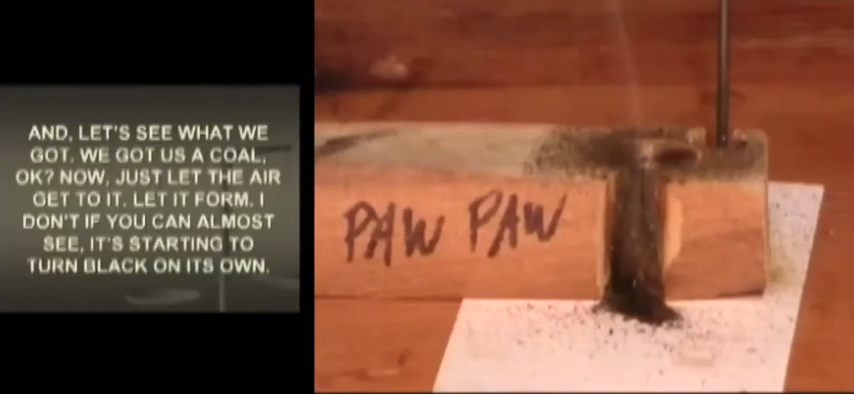 AND, LET'S SEE WHAT WE
GOT. WE GOT US A COAL,
OK? NOW, JUST LET THE AIR
GET TO IT. LET IT FORM. I
DON'T IF YOU CAN ALMOST
SEE, IT'S STARTING TO
TURN BLACK ON ITS OWN.
PAW PAW